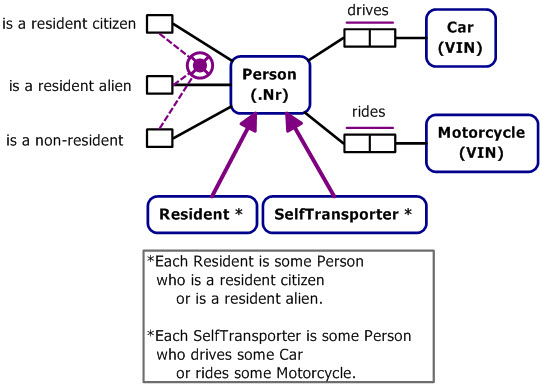 drives
is a resident citizen
Car
(VIN)
Person
(.Nr)
is a resident alien
rides
is a non-resident
Motorcycle
(VIN)
Resident *
SelfTransporter *
*Each Resident is some Person
who is a resident citizen
or is a resident alien.
*Each SelfTransporter is some Person
who drives some Car
or rides some Motorcycle.